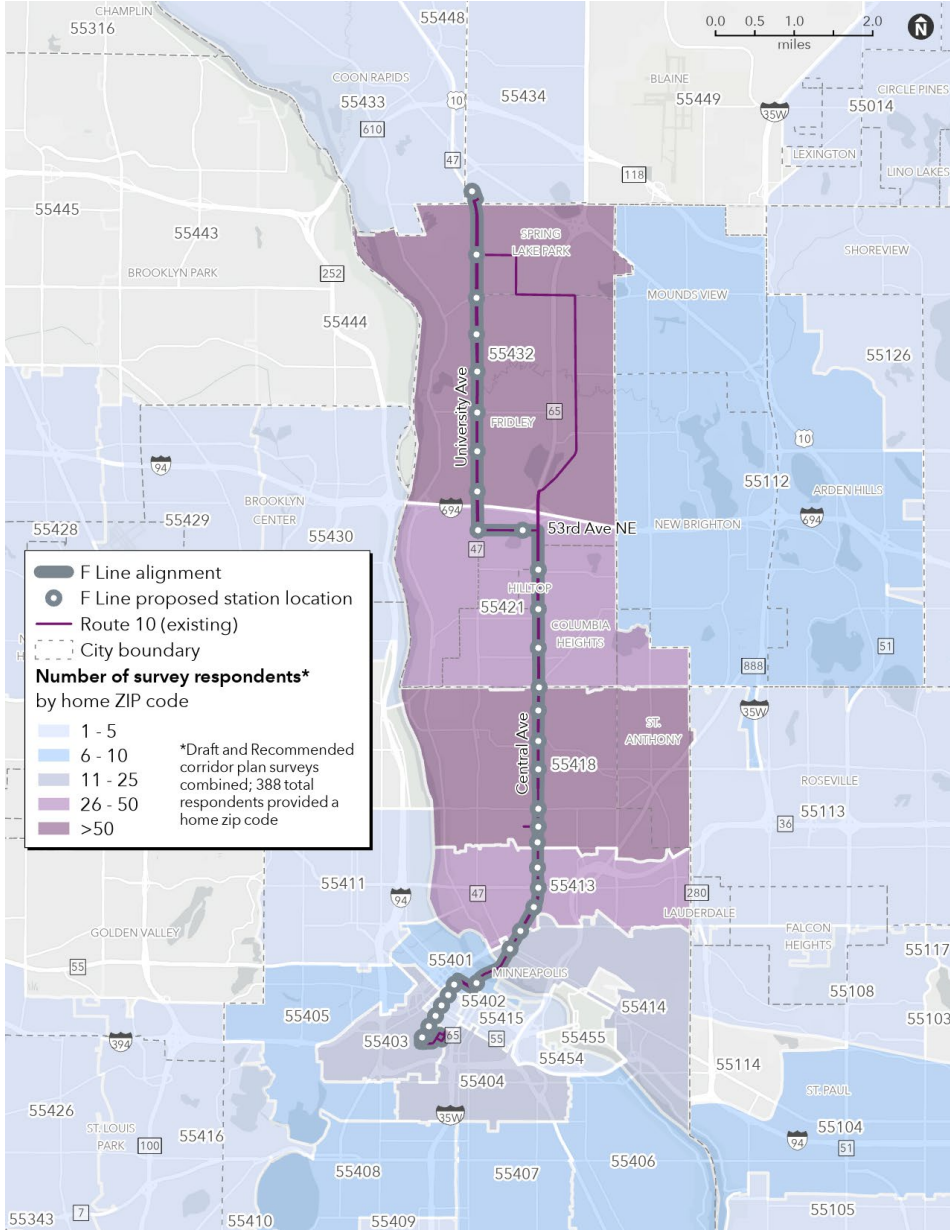 CHAMPLIN
55316
55448
0.0 0.5 1.0 2.0
miles
N
COON RAPIDS
55433
10
55434
BLAINE
55449
35W
CIRCLE PINES
55014
610
47
LEXINGTON
118
LINO LAKES
55445
55443
BROOKLYN PARK
252
SPRING
LAKE PARK
SHOREVIEW
MOUNDS VIEW
55444
55432
55126
University Ave
65
FRIDLEY
10
94
55112
ARDEN HILLS
BROOKLYN
CENTER
694
694
55428
55429
55430
53rd Ave NE
NEW BRIGHTON
47
F Line alignment
F Line proposed station location
Route 10 (existing)
City boundary
Number of survey respondents*
by home ZIP code
1 - 5
6 - 10
11 - 25
26 - 50
>50
*Draft and Recommended
corridor plan surveys
combined; 388 total
respondents provided a
home zip code
HILLTOP
55421
COLUMBIA
HEIGHTS
51
888
35W
ST.
ANTHONY
Central Ave
55418
ROSEVILLE
55113
36
55411
94
47
55413
280
LAUDERDALE
GOLDEN VALLEY
FALCON
HEIGHTS
55117
55
55401
MINNEAPOLIS
55402
55415
55108
55405
55414
55103
394
55403
65
55
55455
55454
55114
55404
ST. PAUL
55426
35W
55104
ST. LOUIS
PARK
100
55416
94
51
55408
55407
55406
55343
7
55410
55409
55105